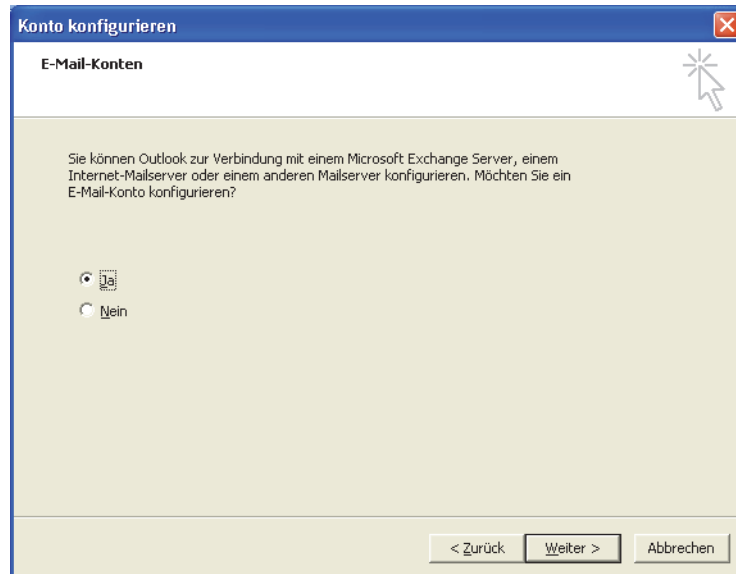 Konto konfigurieren
E-Mail-Konten
Sie können Outlook zur Verbindung mit einem Microsoft Exchange Server, einem
Internet-Mailserver oder einem anderen Mailserver konfigurieren. Möchten Sie ein
E-Mail-Konto konfigurieren?
Ja
Nein
< Zurück Weiter > Abbrechen